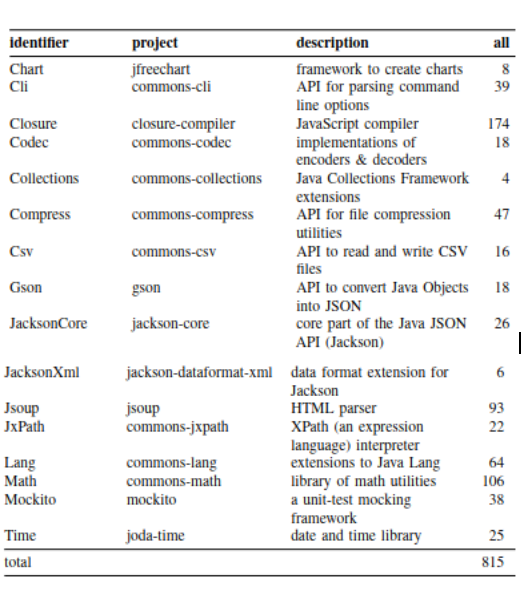 identifier project description all
Chart jfreechart framework to create charts 8
Cli commons-cli API for parsing command 39
line options
Closure closure-compiler JavaScript compiler 174
Codec commons-codec implementations of 18
encoders & decoders
Collections commons-collections Java Collections Framework 4
extensions
Compress commons-compress API for file compression 47
utilities
Csv commons-csv API to read and write CSV 16
files
Gson gson API to convert Java Objects 18
into JSON
JacksonCore jackson-core core part of the Java JSON 26
API (Jackson)
JacksonXml jackson-dataformat-xml data format extension for 6
Jackson
Jsoup jsoup HTML parser 93
JxPath commons-jxpath XPath (an expression 22
language) interpreter
Lang commons-lang extensions to Java Lang 64
Math commons-math library of math utilities 106
Mockito mockito a unit-test mocking 38
framework
Time joda-time date and time library 25
total 815